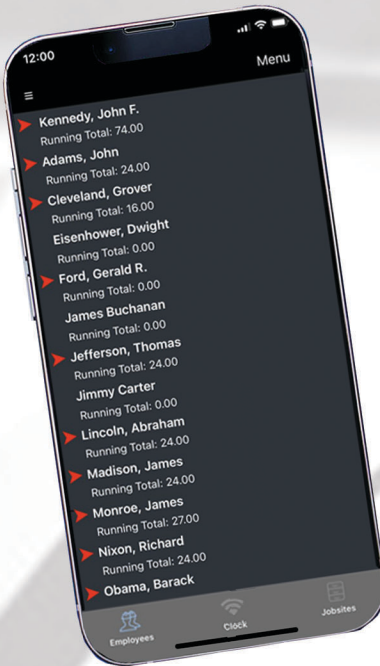 12:00
Menu
Kennedy, John F.
Running Total: 74.00
Adams, John
Running Total: 24.00
Cleveland, Grover
Running Total: 16.00
Eisenhower, Dwight
Running Total: 0.00
Ford, Gerald R.
Running Total: 0.00
James Buchanan
Running Total: 0.00
Jefferson, Thomas
Running Total: 24.00
Jimmy Carter
Running Total: 0.00
Lincoln, Abraham
Running Total: 24.00
Madison, James
Running Total: 24.00
Monroe, James
Running Total: 27.00
Nixon, Richard
Running Total: 24.00
Obama, Barack
Employees
Clock
Jobsites